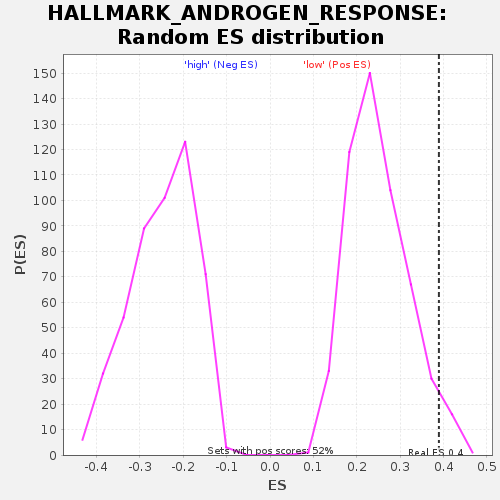 HALLMARK_ANDROGEN_RESPONSE:
Random ES distribution
'high' (Neg ES)
'low' (Pos ES)
150
140
130
120
110
100
90
80
70
60
50
40
30
20
10
0
P(ES)
Sets with pos scores: 52%
Real ES 0.4
-0.4 -0.3 -0.2 -0.1 0.0 0.1 0.2 0.3 0.4 0.5
ES